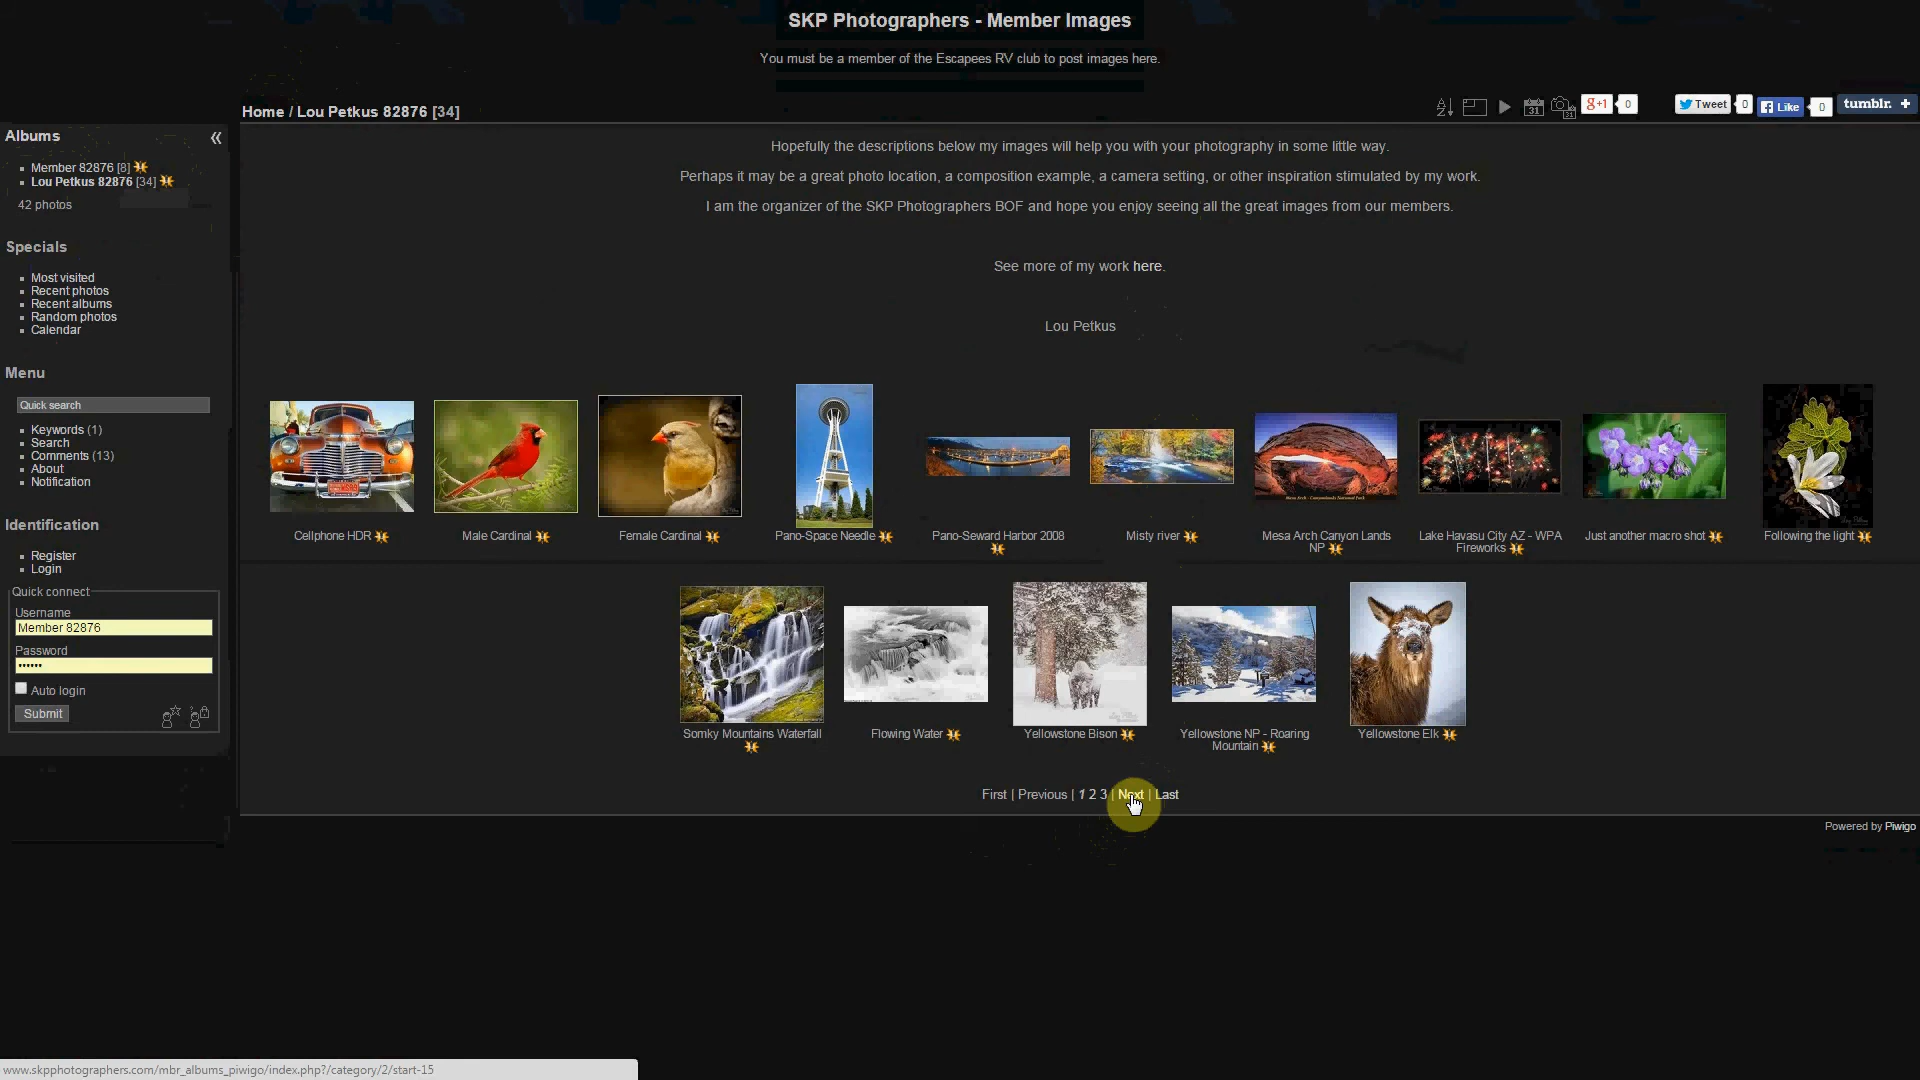 SKP Photographers - Member Images
You must be a member of the Escapees RV club to post images here.
Home / Lou Petkus 82876 [34]
g+1 0
Tweet 0
Like 0
tumblr. +
Albums
«
Member 82876 [8]
Lou Petkus 82876 [34]
42 photos
Specials
Most visited
Recent photos
Recent albums
Random photos
Calendar
Menu
Quick search
Keywords (1)
Search
Comments (13)
About
Notification
Identification
Register
Login
Quick connect
Username
Member 82876
Password
••••••
Auto login
Submit
Hopefully the descriptions below my images will help you with your photography in some little way.
Perhaps it may be a great photo location, a composition example, a camera setting, or other inspiration stimulated by my work.
I am the organizer of the SKP Photographers BOF and hope you enjoy seeing all the great images from our members.
See more of my work here.
Lou Petkus
Cellphone HDR
Male Cardinal
Female Cardinal
Pano-Space Needle
Pano-Seward Harbor 2008
Misty river
Mesa Arch Canyon Lands
NP
Lake Havasu City AZ - WPA
Fireworks
Just another macro shot
Following the light
Somky Mountains Waterfall
Flowing Water
Yellowstone Bison
Yellowstone NP - Roaring
Mountain
Yellowstone Elk
First | Previous | 1 2 3 | Next | Last
Powered by Piwigo
www.skpphotographers.com/mbr_albums_piwigo/index.php?/category/2/start-15